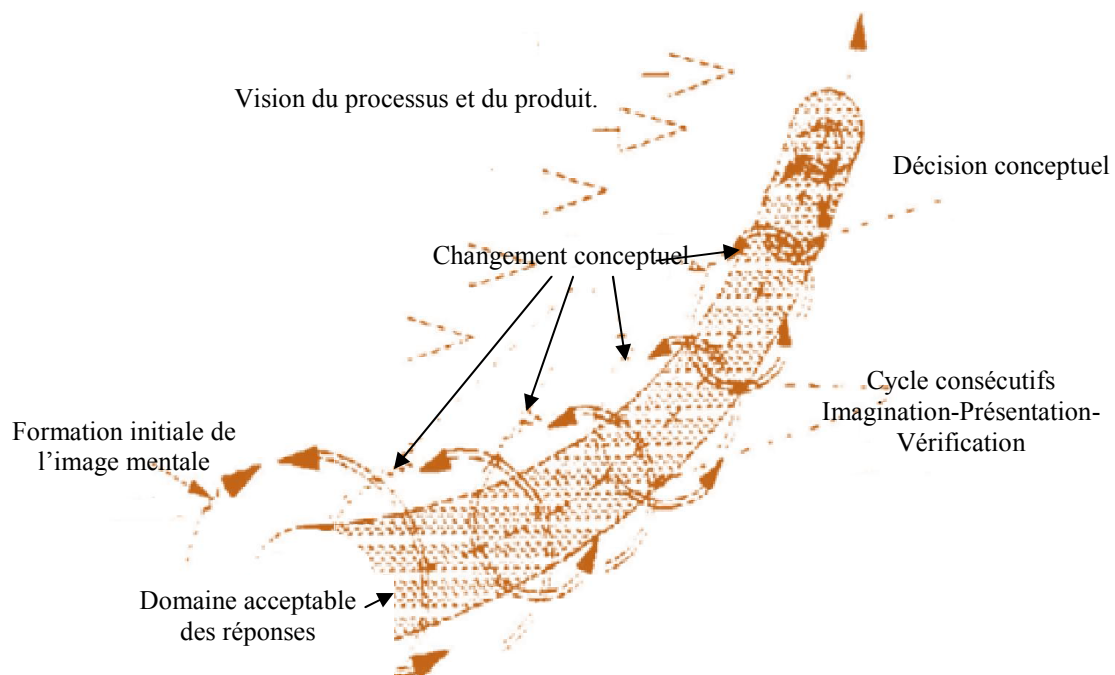 Vision du processus et du produit.
Décision conceptuel
Changement conceptuel
Cycle consécutifs
Imagination-Présentation-
Vérification
Formation initiale de
l’image mentale
Domaine acceptable
des réponses